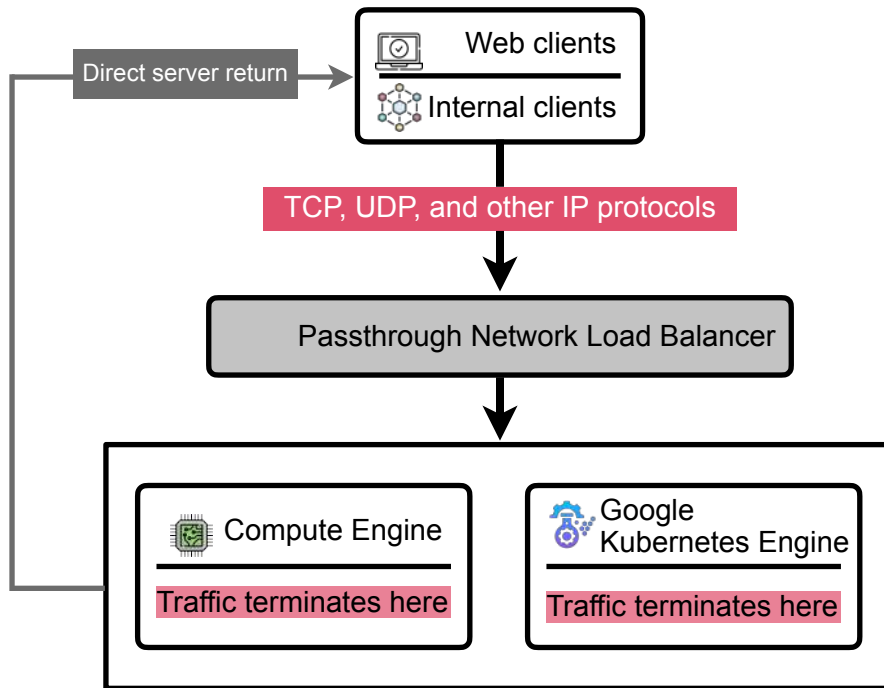 Web clients
Direct server return
Internal clients
TCP, UDP, and other IP protocols
Passthrough Network Load Balancer
Compute Engine
Traffic terminates here
Google
Kubernetes Engine
Traffic terminates here